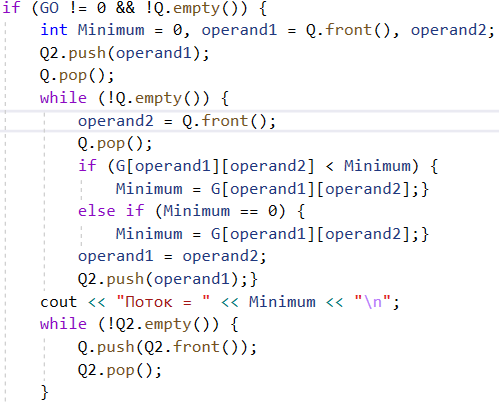 if (GO != 0 && !Q.empty()) {
int Minimum = 0, operand1 = Q.front(), operand2;
Q2.push(operand1);
Q.pop();
while (!Q.empty()) {
operand2 = Q.front();
Q.pop();
if (G[operand1][operand2] < Minimum) {
Minimum = G[operand1][operand2];}
else if (Minimum == 0) {
Minimum = G[operand1][operand2];}
operand1 = operand2;
Q2.push(operand1);}
cout << "Поток = " << Minimum << "\n";
while (!Q2.empty()) {
Q.push(Q2.front());
Q2.pop();
}